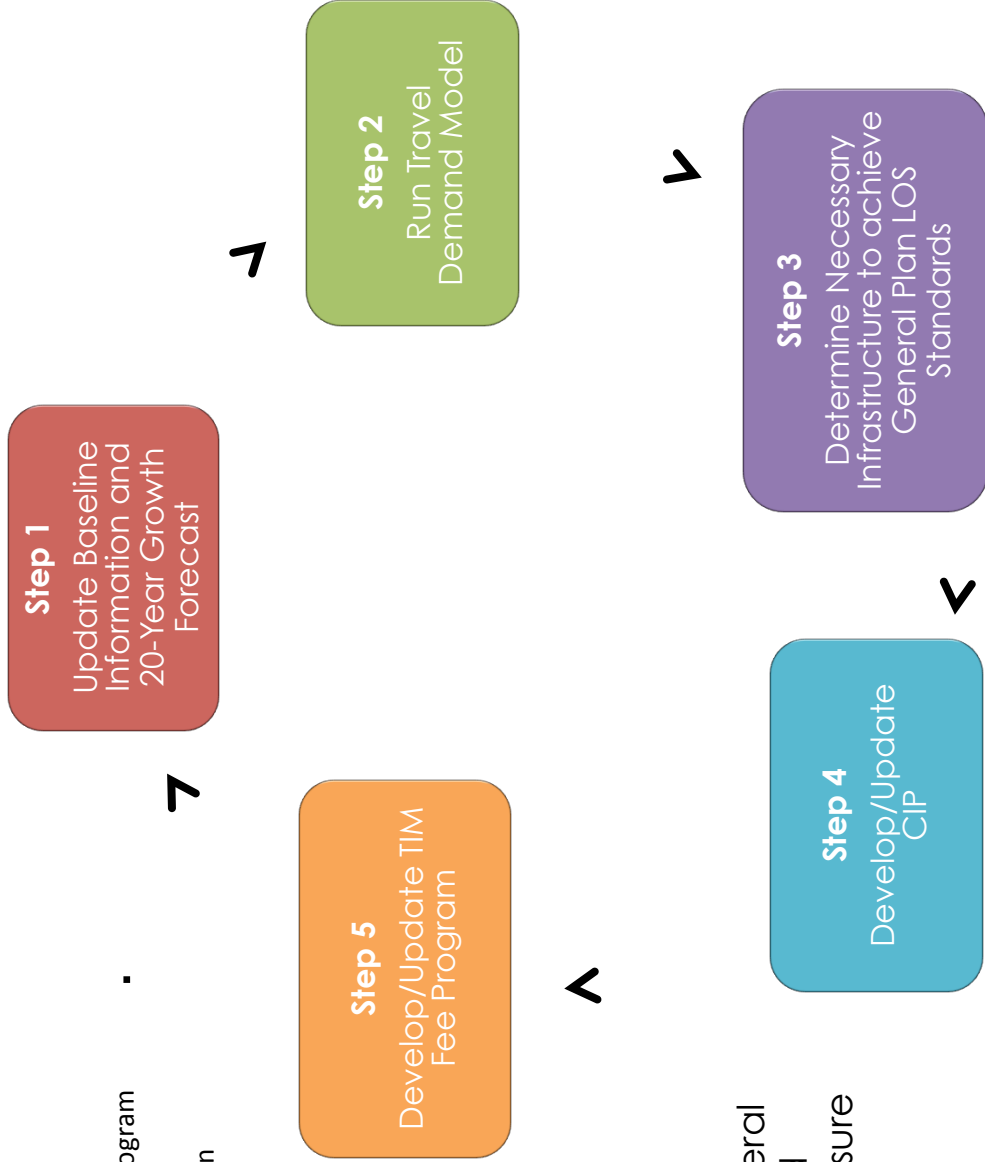 Step 1
Update Baseline
Information and
20-Year Growth
Forecast
Step 2
Run Travel
Demand Model
Step 3
Determine Necessary
Infrastructure to achieve
General Plan LOS
Standards
Step 4
Develop/Update
CIP
Step 5
Develop/Update TIM
Fee Program